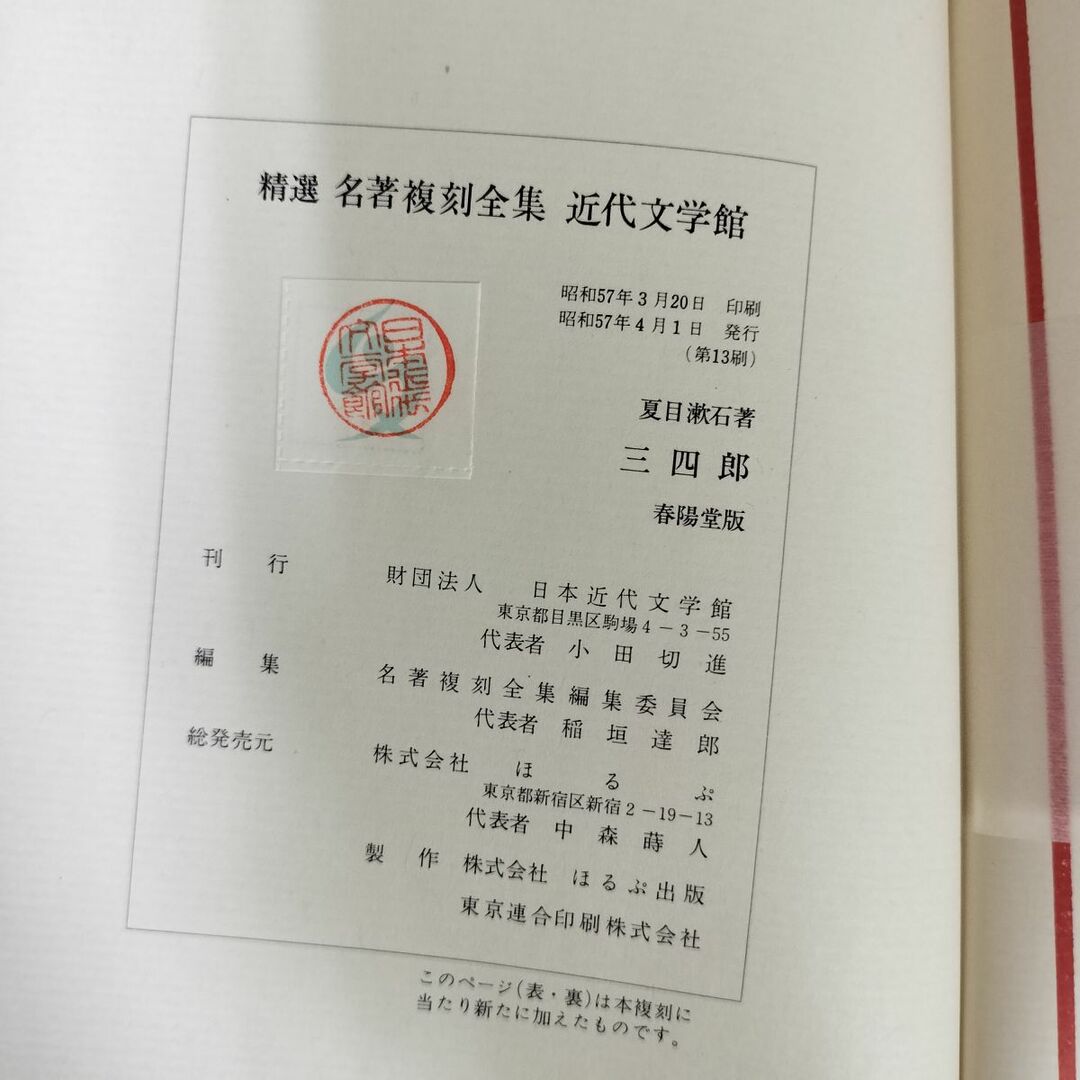 精選 名著複刻全集 近代文学館
昭和57年3月20日 印刷
昭和57年4月1日 発行
(第13刷)
日本近代文学館
夏目漱石著
三四郎
春陽堂版
刊行 財団法人 日本近代文学館
東京都目黒区駒場4-3-55
代表者 小田切進
編集 名著複刻全集編集委員会
代表者 稲垣達郎
総発売元 株式会社 ほるぷ
東京都新宿区新宿2-19-13
代表者 中森蒔人
製作 株式会社 ほるぷ出版
東京連合印刷株式会社
このページ(表・裏)は本複刻に
当たり新たに加えたものです。